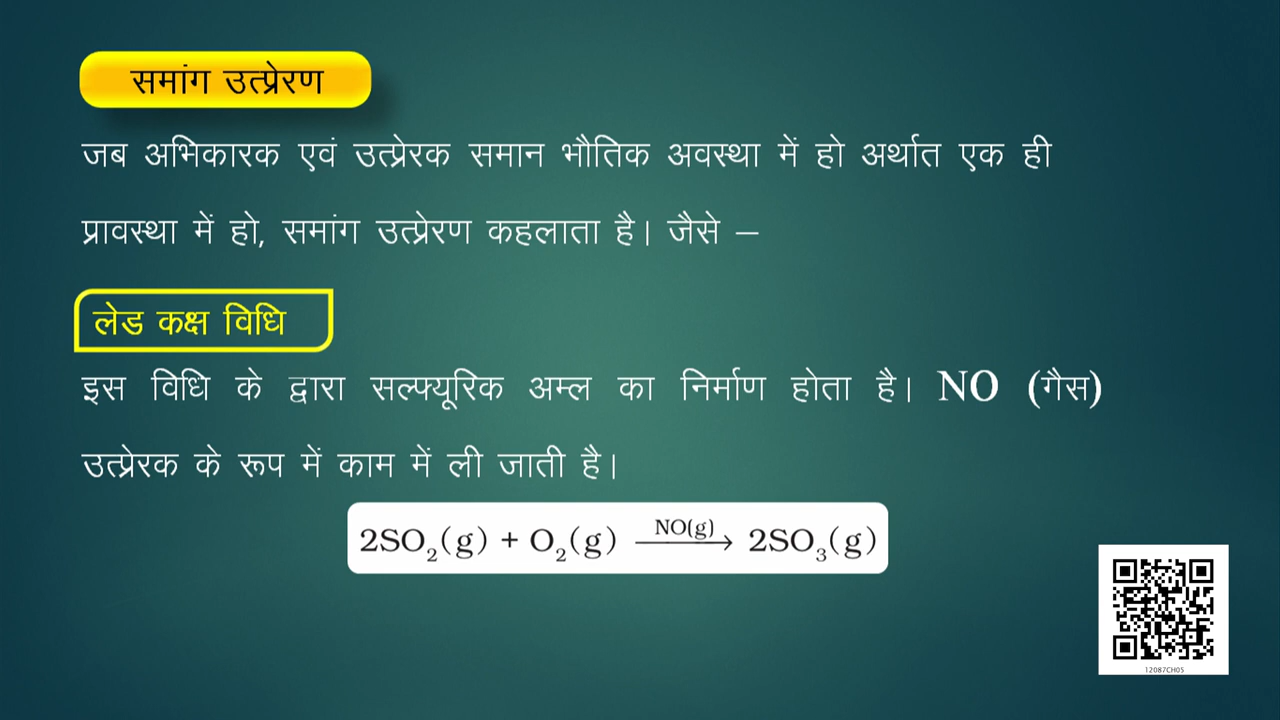 समांग उत्प्रेरण
जब अभिकारक एवं उत्प्रेरक समान भौतिक अवस्था में हो अर्थात एक ही
प्रावस्था में हो, समांग उत्प्रेरण कहलाता है। जैसे –
लेड कक्ष विधि
इस विधि के द्वारा सल्फ्यूरिक अम्ल का निर्माण होता है। NO (गैस)
उत्प्रेरक के रूप में काम में ली जाती है।
2SO₂(g) + O₂(g) —NO(g)→ 2SO₃(g)
12087CH05